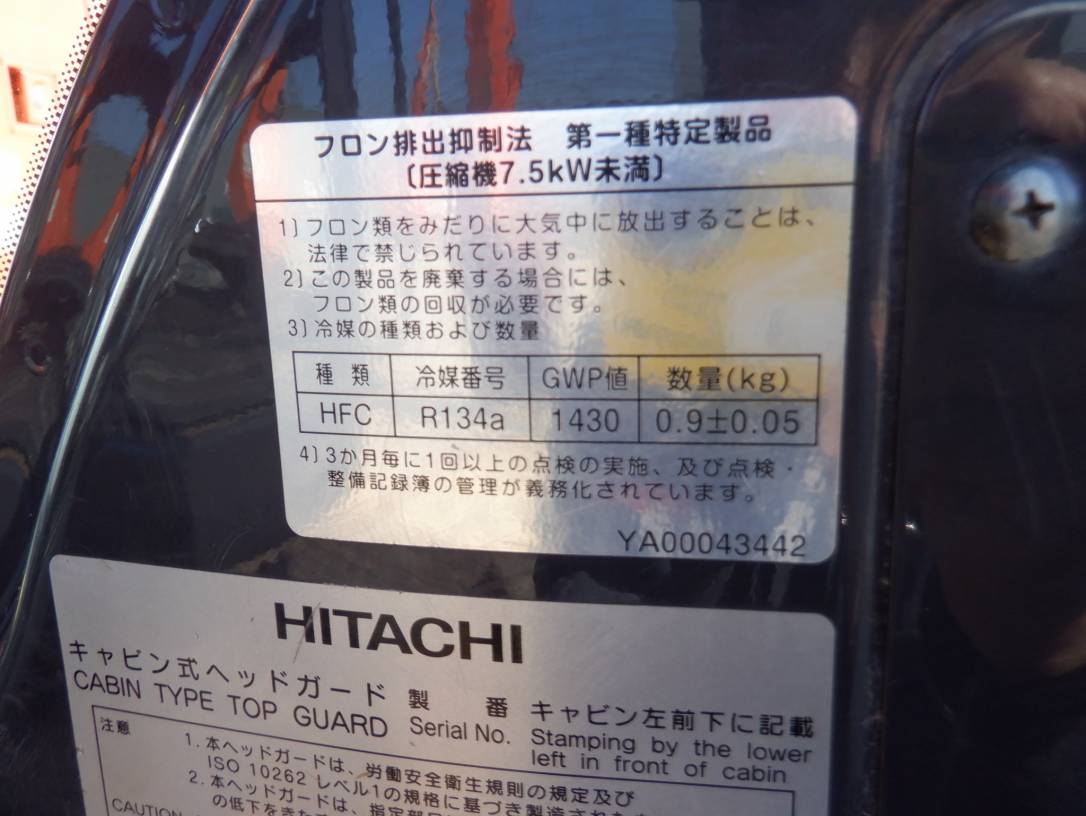 フロン排出抑制法　第一種特定製品
〔圧縮機7.5kW未満〕
1）フロン類をみだりに大気中に放出することは、
法律で禁じられています。
2）この製品を廃棄する場合には、
フロン類の回収が必要です。
3）冷媒の種類および数量
種類 冷媒番号 GWP値 数量(kg)
HFC R134a 1430 0.9±0.05
4）3か月毎に1回以上の点検の実施、及び点検・
整備記録簿の管理が義務化されています。
YA00043442
HITACHI
キャビン式ヘッドガード 製番 キャビン左前下に記載
CABIN TYPE TOP GUARD Serial No. Stamping by the lower
left in front of cabin
注意
1. 本ヘッドガードは、労働安全衛生規則の規定及び
ISO 10262 レベル1の規格に基づき製造された
2. 本ヘッドガードは、指定部品
の低下をき
CAUTION